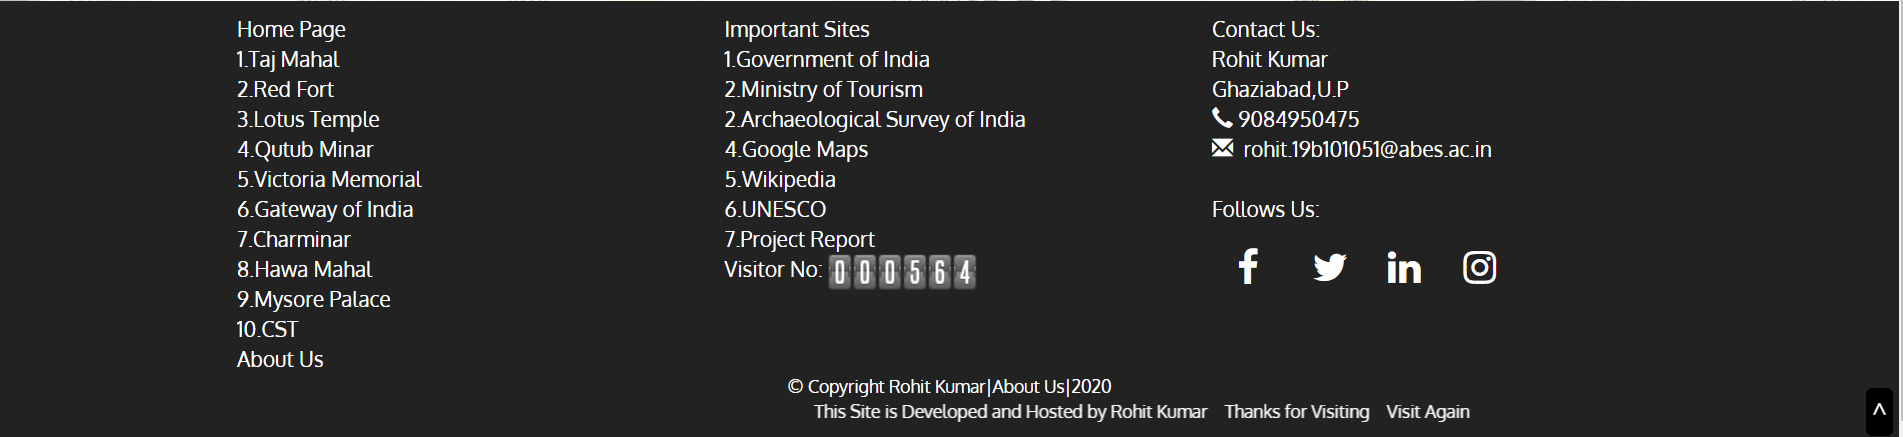 Home Page
1.Taj Mahal
2.Red Fort
3.Lotus Temple
4.Qutub Minar
5.Victoria Memorial
6.Gateway of India
7.Charminar
8.Hawa Mahal
9.Mysore Palace
10.CST
About Us
Important Sites
1.Government of India
2.Ministry of Tourism
2.Archaeological Survey of India
4.Google Maps
5.Wikipedia
6.UNESCO
7.Project Report
Visitor No: 000564
Contact Us:
Rohit Kumar
Ghaziabad,U.P
9084950475
rohit.19b101051@abes.ac.in
Follows Us:
© Copyright Rohit Kumar|About Us|2020
This Site is Developed and Hosted by Rohit Kumar Thanks for Visiting Visit Again